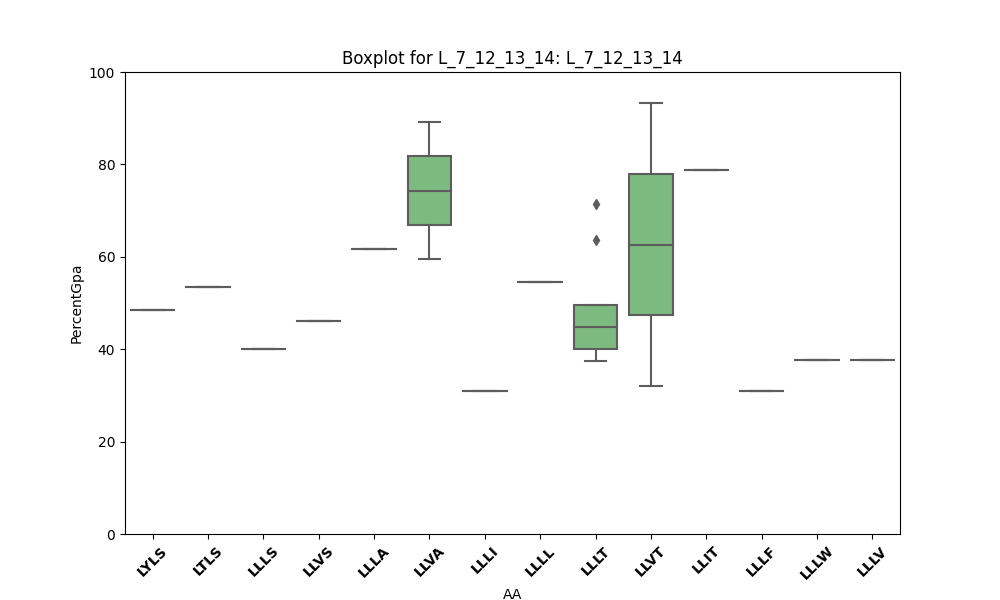 Boxplot for L_7_12_13_14: L_7_12_13_14
100
80
60
40
20
0
PercentGpa
LYLS LTLS LLLS LLVS LLLA LLVA LLLI LLLL LLLT LLVT LLIT LLLF LLLW LLLV
AA